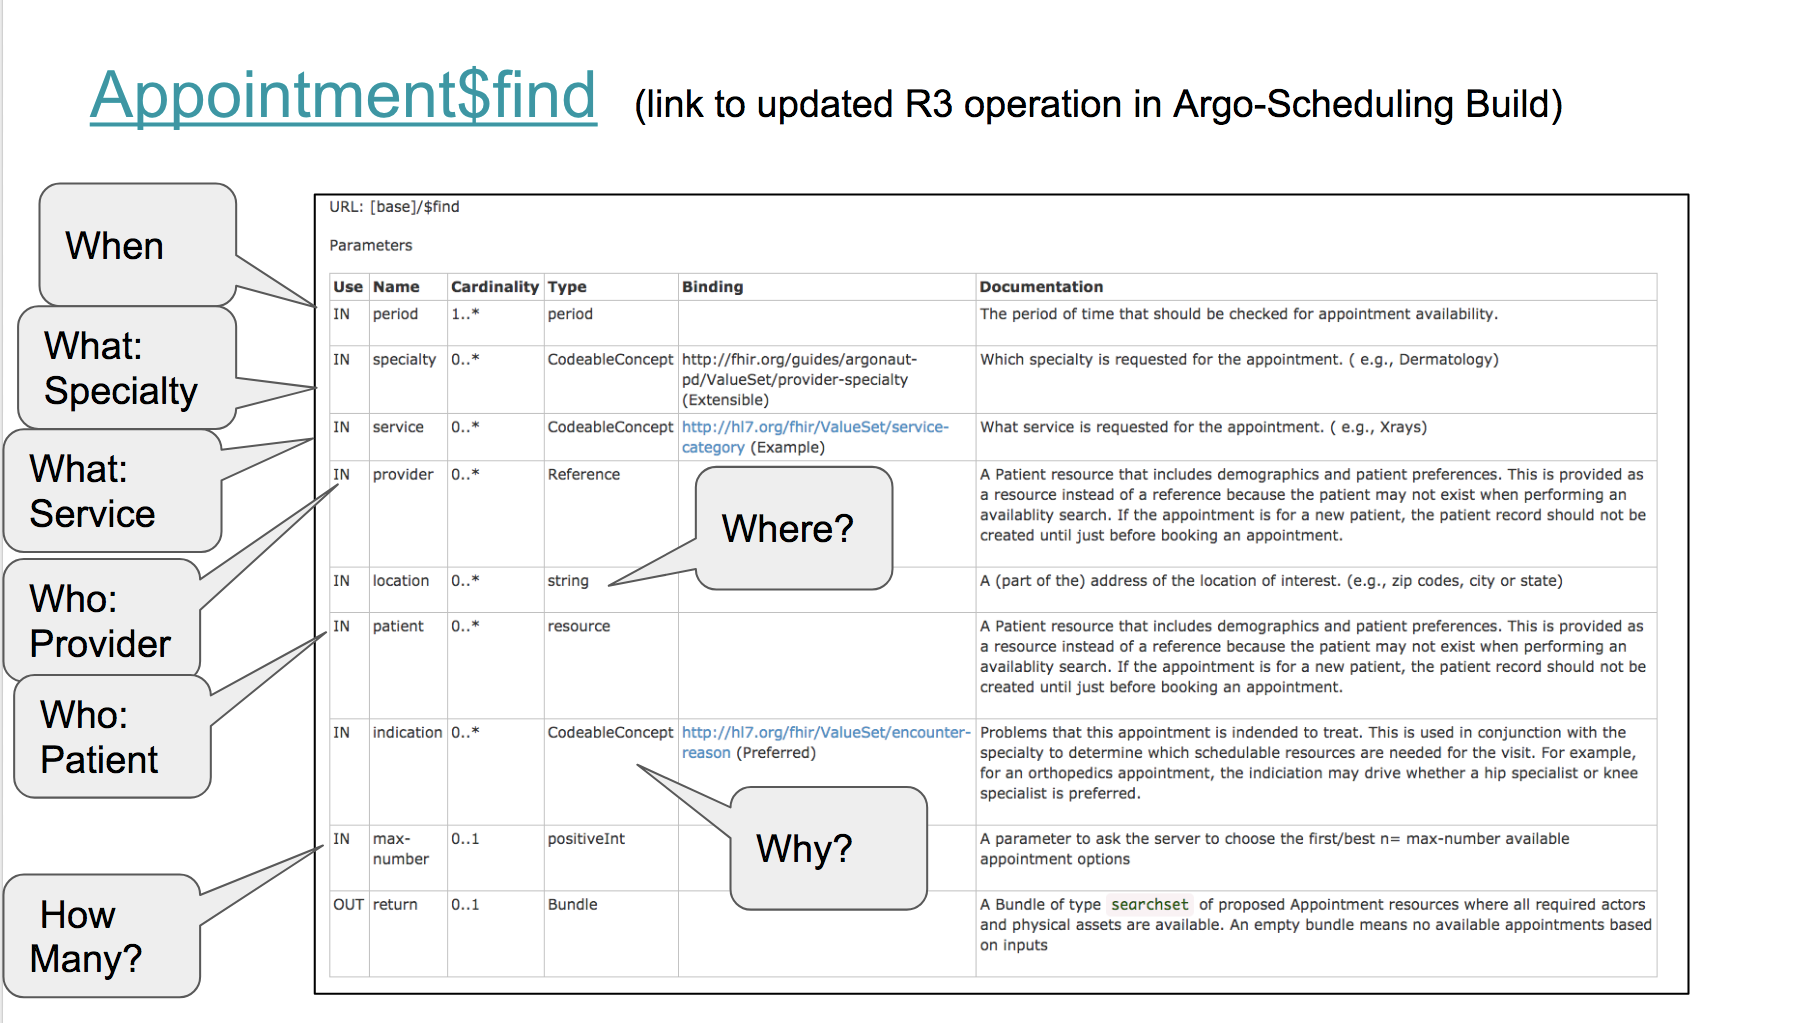 Appointment$find (link to updated R3 operation in Argo-Scheduling Build)
When
What:
Specialty
What:
Service
Who:
Provider
Who:
Patient
How
Many?
URL: [base]/$find
Parameters
Use Name Cardinality Type Binding Documentation
IN period 1..* period The period of time that should be checked for appointment availability.
IN specialty 0..* CodeableConcept http://fhir.org/guides/argonaut- Which specialty is requested for the appointment. ( e.g., Dermatology)
pd/ValueSet/provider-specialty
(Extensible)
IN service 0..* CodeableConcept http://hl7.org/fhir/ValueSet/service- What service is requested for the appointment. ( e.g., Xrays)
category (Example)
IN provider 0..* Reference A Patient resource that includes demographics and patient preferences. This is provided as
a resource instead of a reference because the patient may not exist when performing an
availablity search. If the appointment is for a new patient, the patient record should not be
created until just before booking an appointment.
Where?
IN location 0..* string A (part of the) address of the location of interest. (e.g., zip codes, city or state)
IN patient 0..* resource A Patient resource that includes demographics and patient preferences. This is provided as
a resource instead of a reference because the patient may not exist when performing an
availablity search. If the appointment is for a new patient, the patient record should not be
created until just before booking an appointment.
IN indication 0..* CodeableConcept http://hl7.org/fhir/ValueSet/encounter- Problems that this appointment is indended to treat. This is used in conjunction with the
reason (Preferred) specialty to determine which schedulable resources are needed for the visit. For example,
for an orthopedics appointment, the indiciation may drive whether a hip specialist or knee
specialist is preferred.
Why?
IN max- 0..1 positiveInt A parameter to ask the server to choose the first/best n= max-number available
number appointment options
OUT return 0..1 Bundle A Bundle of type searchset of proposed Appointment resources where all required actors
and physical assets are available. An empty bundle means no available appointments based
on inputs